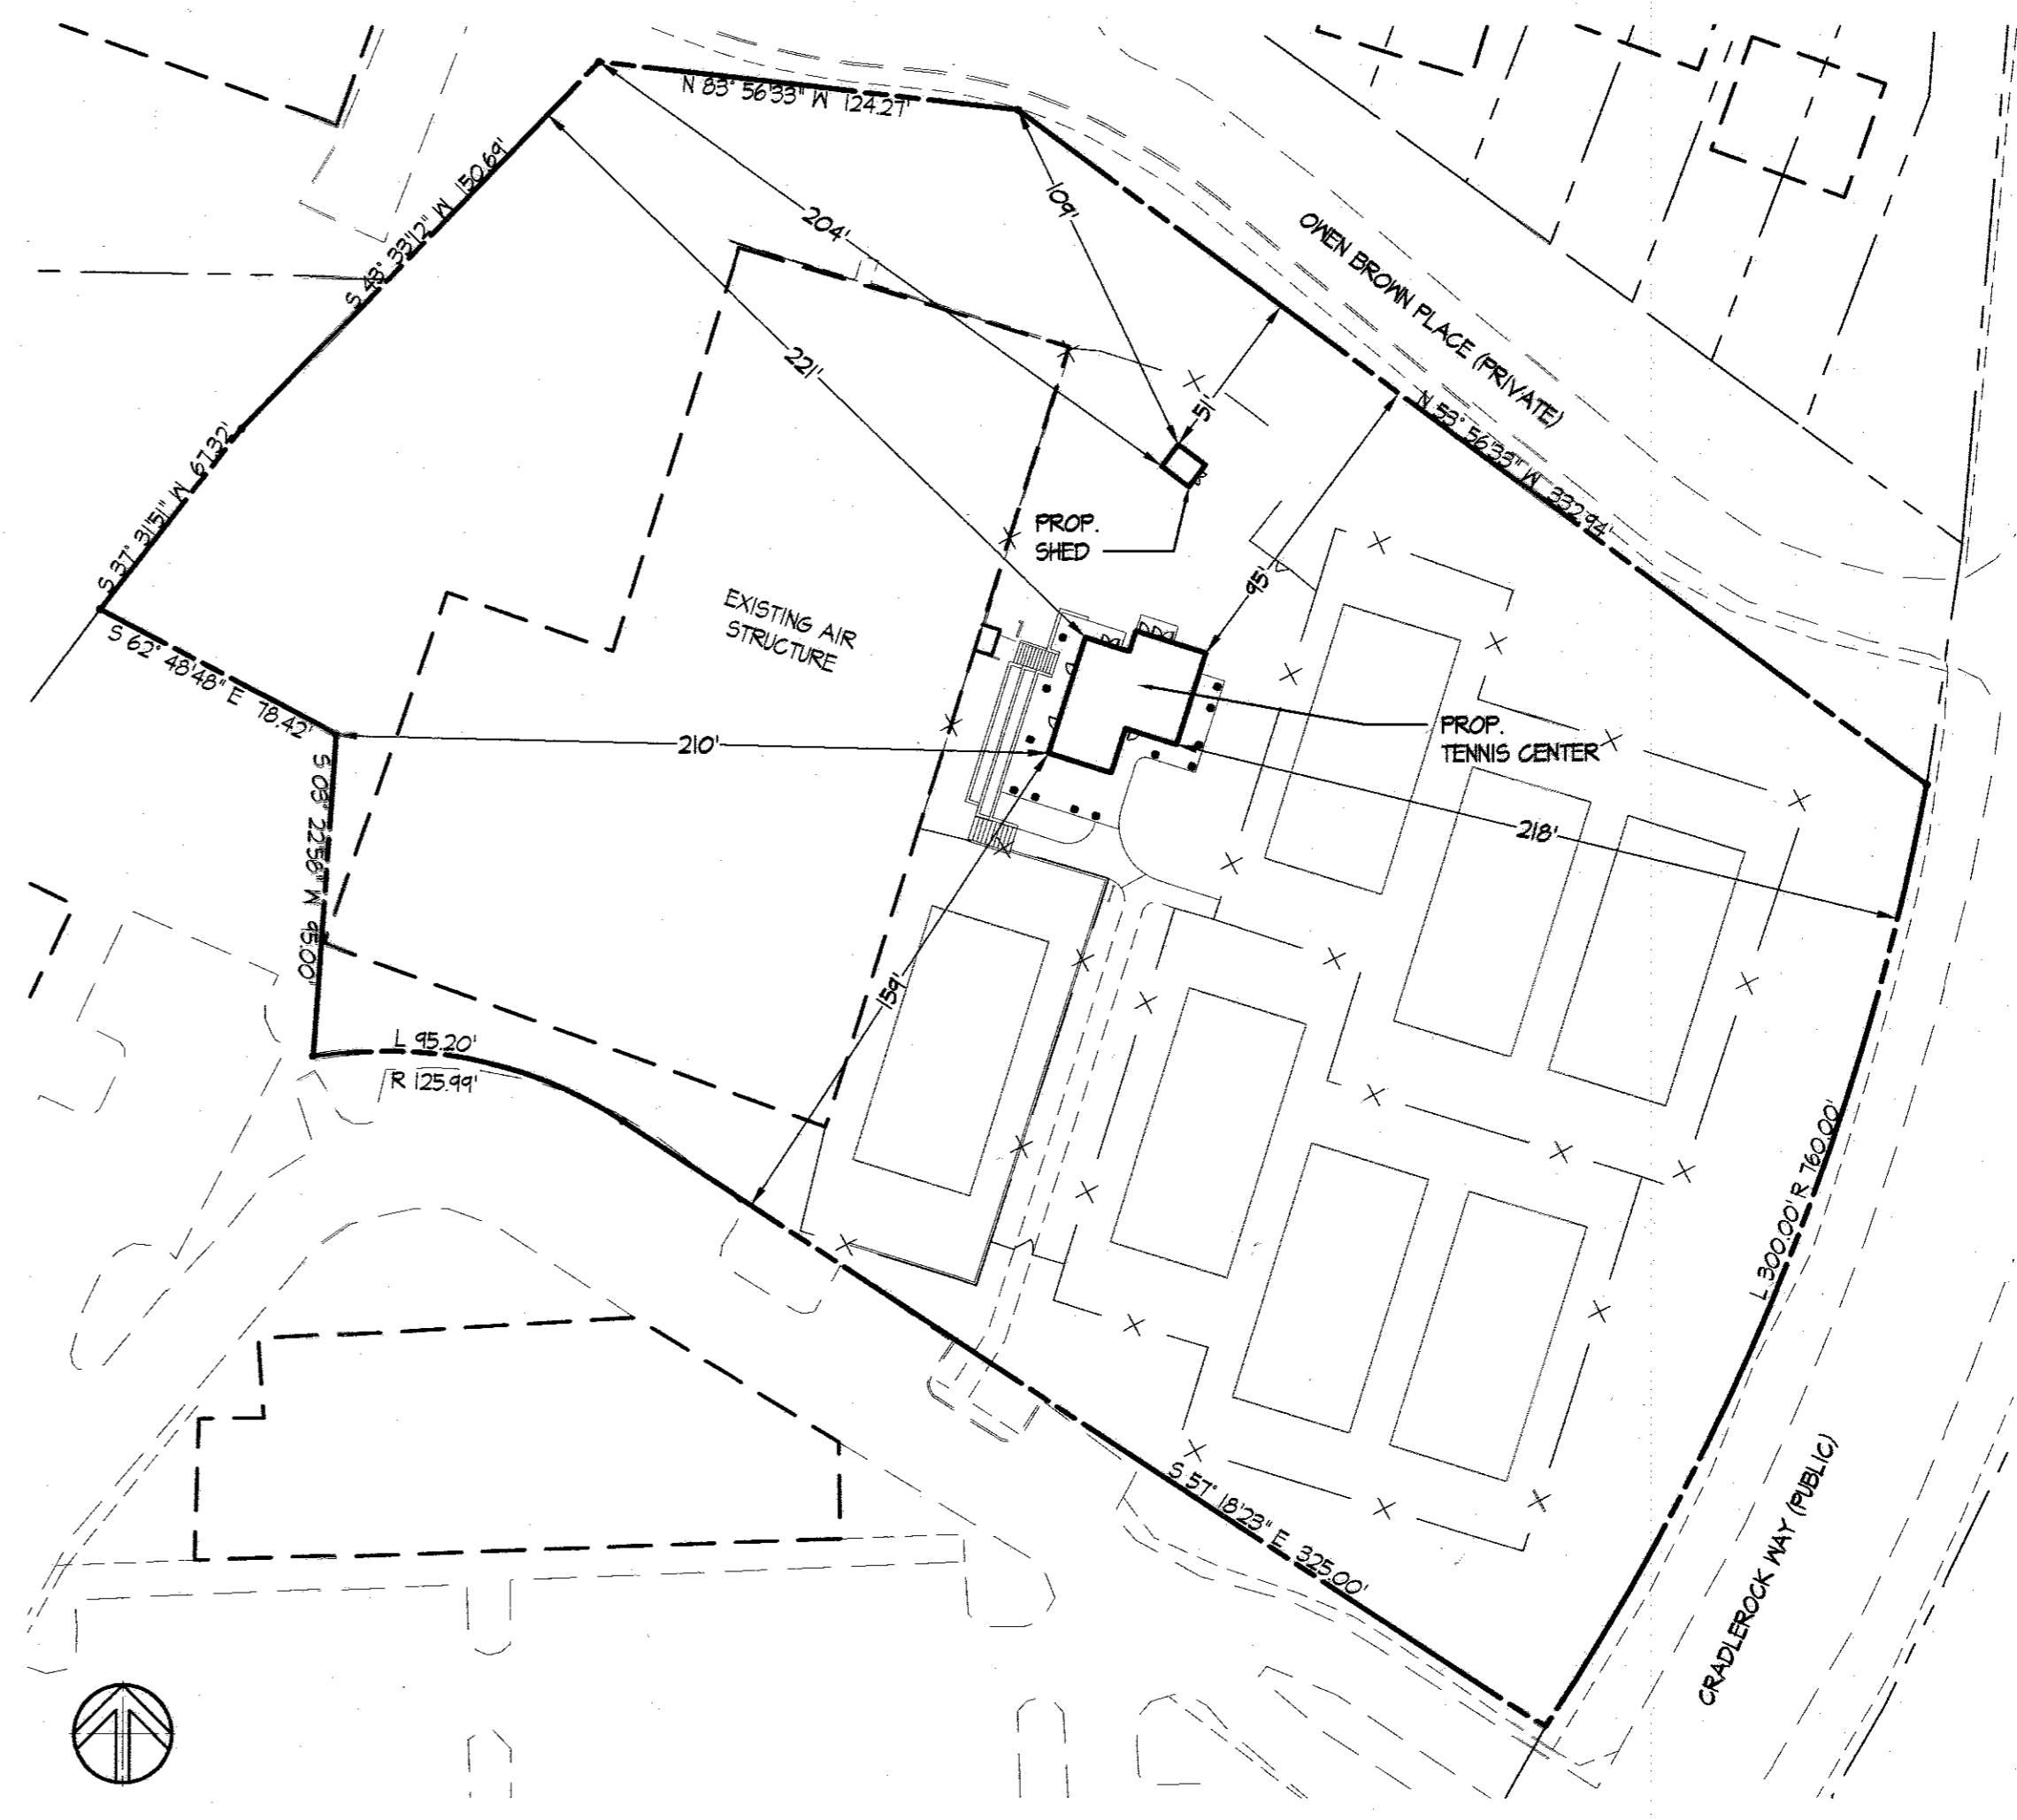 N 83° 56'33" W 124.27'
S 43° 33'12" W 150.69'
109'
204'
OWEN BROWN PLACE (PRIVATE)
221'
51'
N 53° 56'33" W 332.94'
S 37° 31'51" W 67.32'
PROP.
SHED
95'
EXISTING AIR
STRUCTURE
S 62° 48'48" E 78.42'
PROP.
TENNIS CENTER
210'
218'
S 03° 22'58" W 95.00'
159'
L 95.20'
R 125.99'
L 300.00' R 760.00'
S 57° 18'23" E 325.00'
CRADLEROCK WAY (PUBLIC)